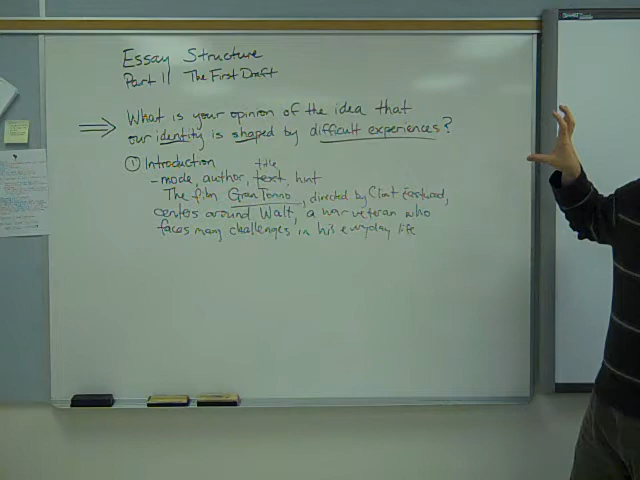 Essay Structure
Part II The First Draft
What is your opinion of the idea that
our identity is shaped by difficult experiences?
① Introduction
title
- mode, author, text, hint
The film Gran Torino, directed by Clint Eastwood,
centers around Walt, a war veteran who
faces many challenges in his everyday life